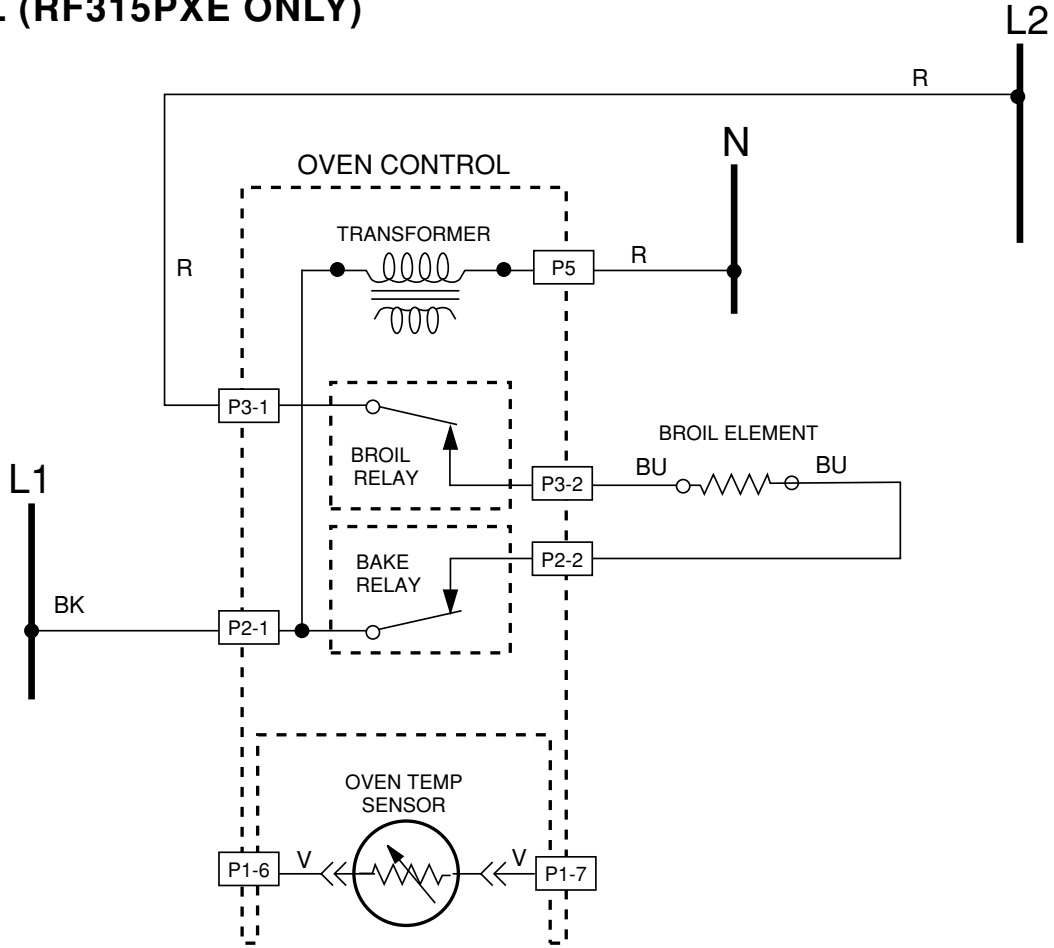 L (RF315PXE ONLY)
L2
R
N
OVEN CONTROL
TRANSFORMER
P5
R
R
P3-1
BROIL
RELAY
BROIL ELEMENT
BU
BU
P3-2
L1
BAKE
RELAY
P2-2
BK
P2-1
OVEN TEMP
SENSOR
P1-6
V
V
P1-7